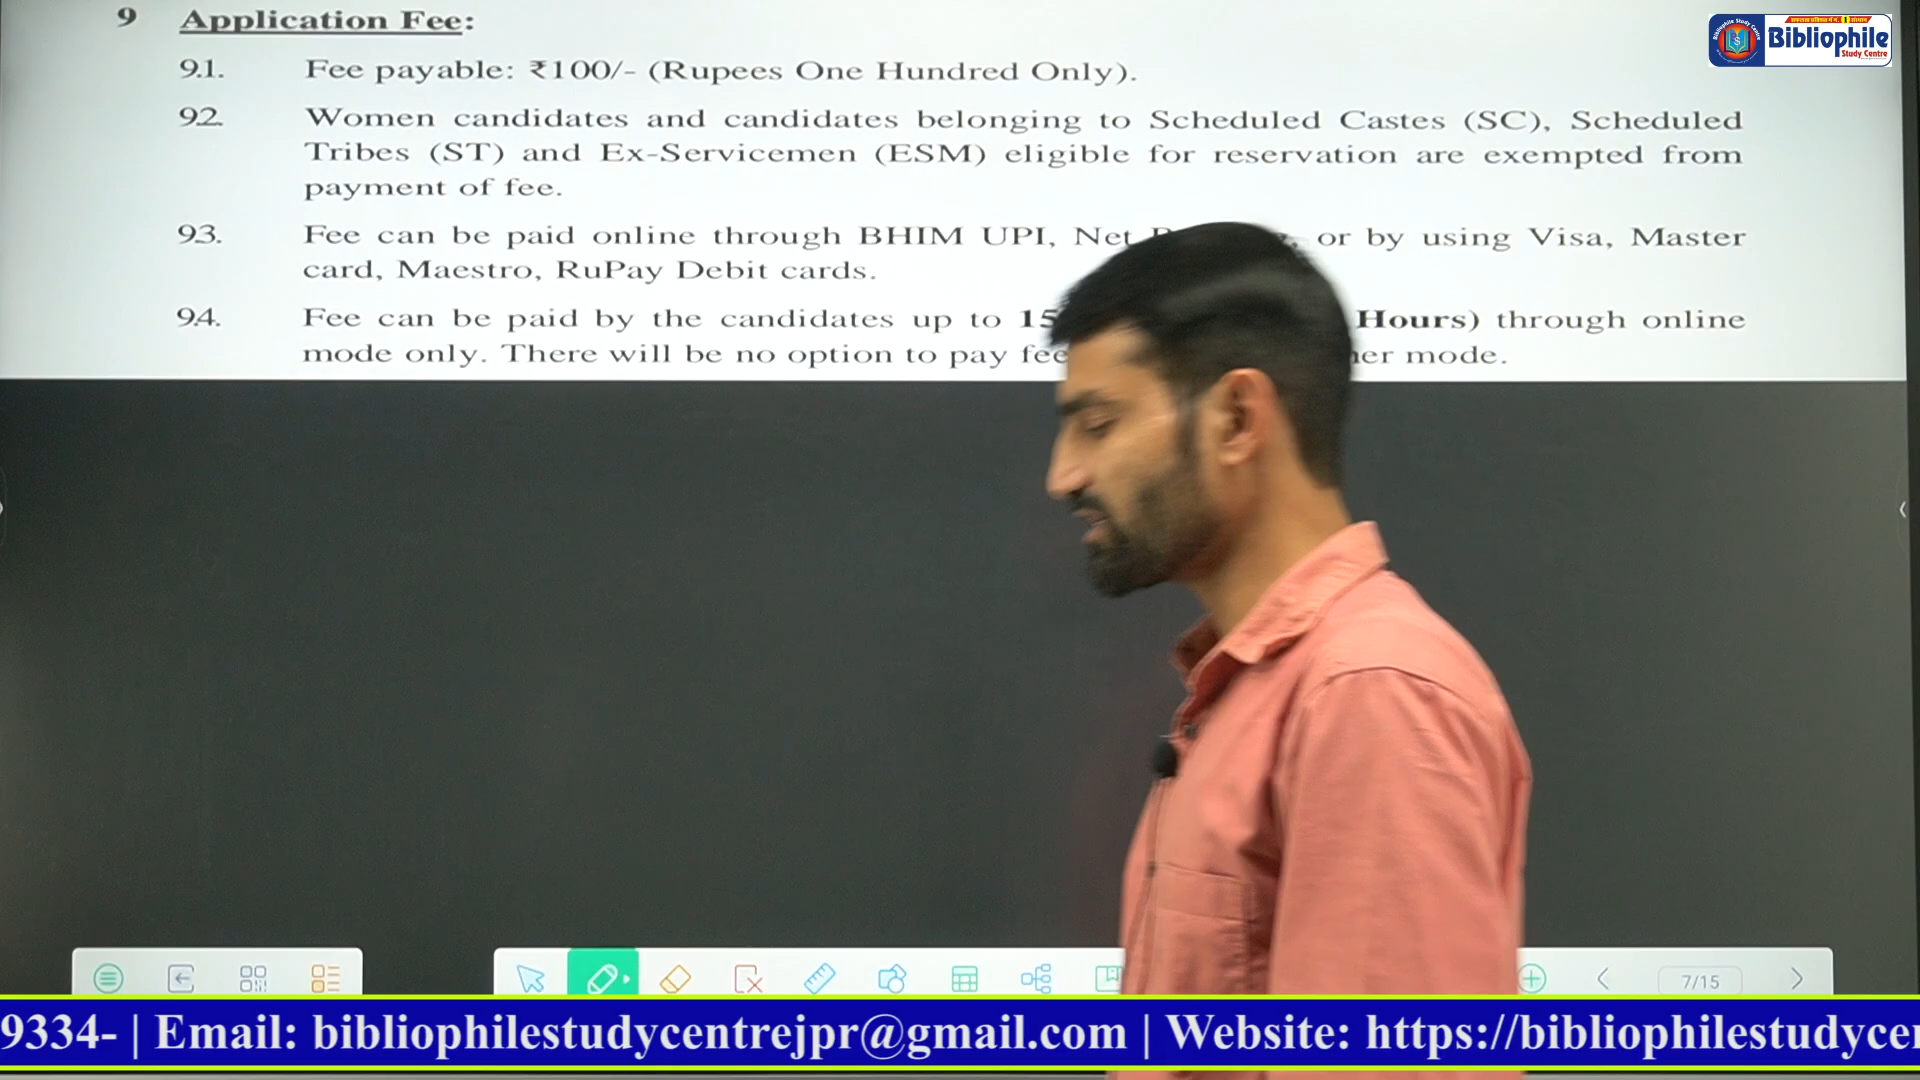 9 Application Fee:
9.1. Fee payable: ₹100/- (Rupees One Hundred Only).
9.2. Women candidates and candidates belonging to Scheduled Castes (SC), Scheduled
Tribes (ST) and Ex-Servicemen (ESM) eligible for reservation are exempted from
payment of fee.
9.3. Fee can be paid online through BHIM UPI, Net or by using Visa, Master
card, Maestro, RuPay Debit cards.
9.4. Fee can be paid by the candidates up to 15 Hours) through online
mode only. There will be no option to pay fee mode.
Bibliophile
Study Centre
7/15
9334- | Email: bibliophilestudycentrejpr@gmail.com | Website: https://bibliophilestudycer